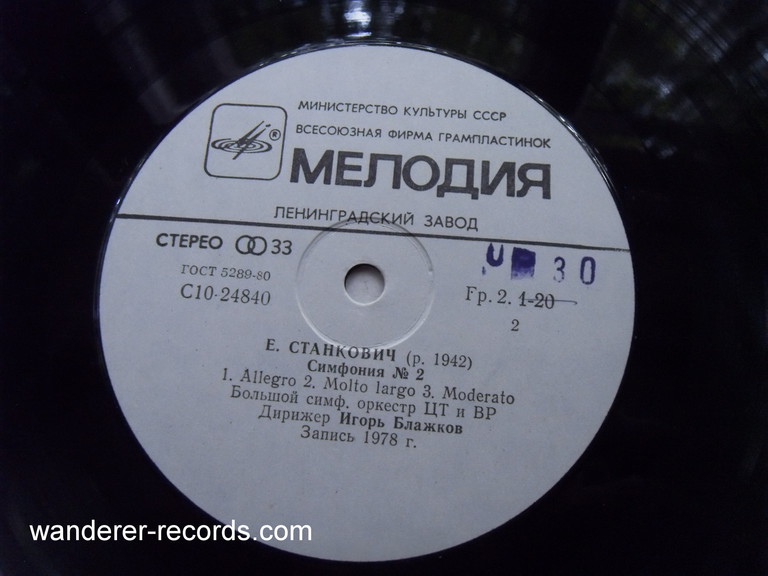 МИНИСТЕРСТВО КУЛЬТУРЫ СССР
ВСЕСОЮЗНАЯ ФИРМА ГРАМПЛАСТИНОК
®
МЕЛОДИЯ
ЛЕНИНГРАДСКИЙ ЗАВОД
СТЕРЕО 33
ГОСТ 5289-80
С10-24840
3 0
Гр. 2. 1-20
2
Е. СТАНКОВИЧ (р. 1942)
Симфония № 2
1. Allegro 2. Molto largo 3. Moderato
Большой симф. оркестр ЦТ и ВР
Дирижер Игорь Блажков
Запись 1978 г.
wanderer-records.com